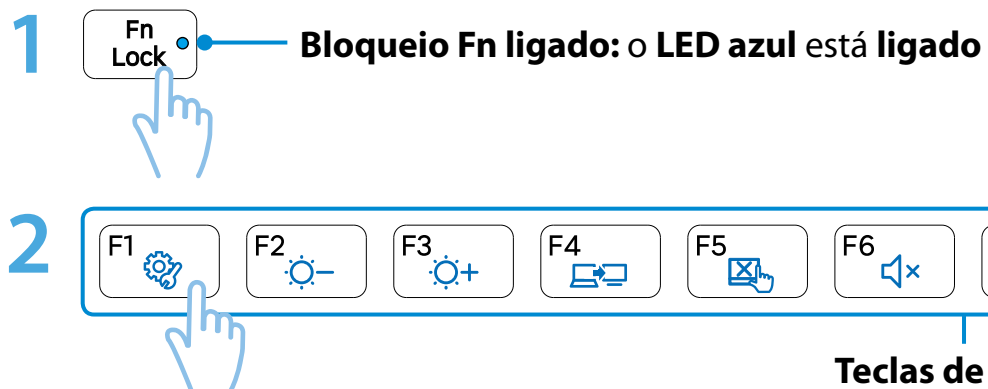 1
Fn
Lock
Bloqueio Fn ligado: o LED azul está ligado
2
F1 F2 F3 F4 F5 F6
Teclas de